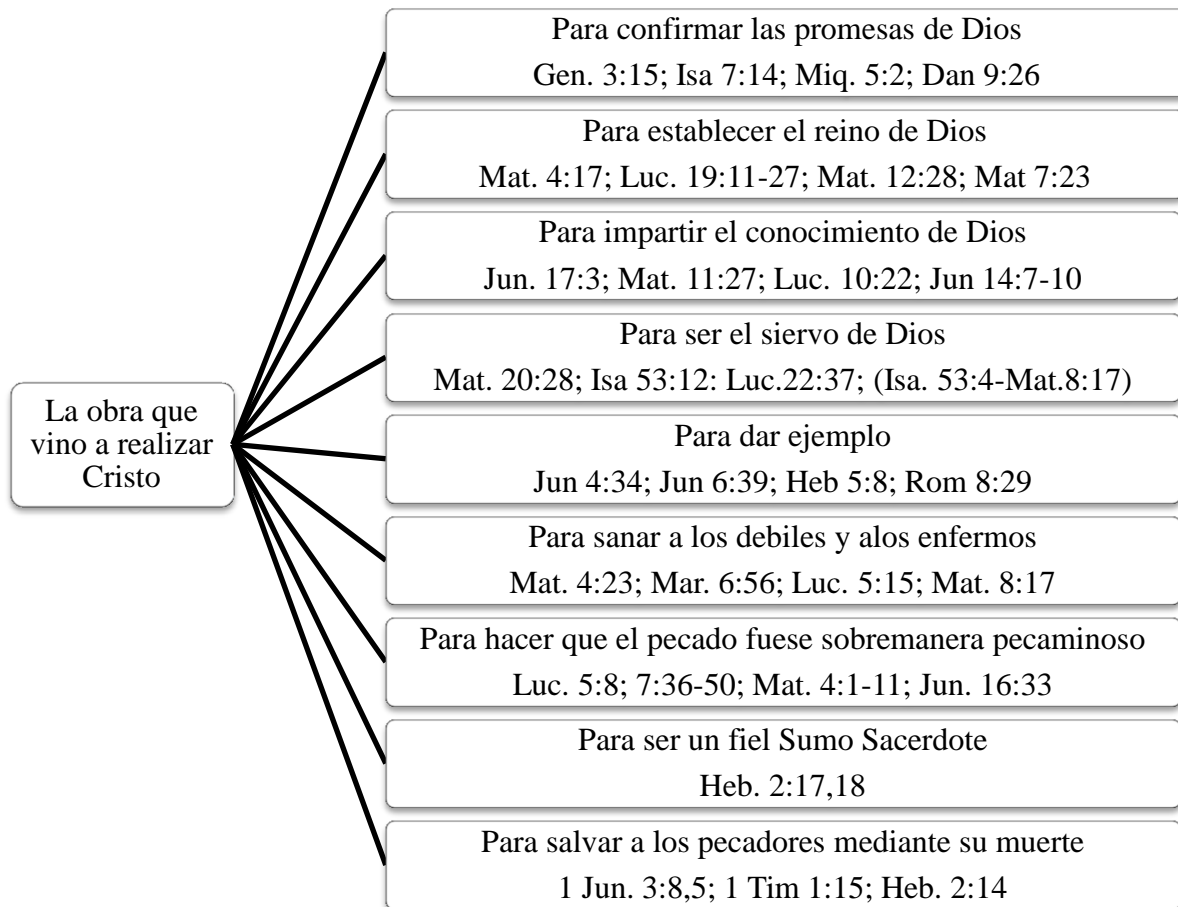 Para confirmar las promesas de Dios
Gen. 3:15; Isa 7:14; Miq. 5:2; Dan 9:26
Para establecer el reino de Dios
Mat. 4:17; Luc. 19:11-27; Mat. 12:28; Mat 7:23
Para impartir el conocimiento de Dios
Jun. 17:3; Mat. 11:27; Luc. 10:22; Jun 14:7-10
Para ser el siervo de Dios
Mat. 20:28; Isa 53:12: Luc.22:37; (Isa. 53:4-Mat.8:17)
La obra que
vino a realizar
Cristo
Para dar ejemplo
Jun 4:34; Jun 6:39; Heb 5:8; Rom 8:29
Para sanar a los debiles y alos enfermos
Mat. 4:23; Mar. 6:56; Luc. 5:15; Mat. 8:17
Para hacer que el pecado fuese sobremanera pecaminoso
Luc. 5:8; 7:36-50; Mat. 4:1-11; Jun. 16:33
Para ser un fiel Sumo Sacerdote
Heb. 2:17,18
Para salvar a los pecadores mediante su muerte
1 Jun. 3:8,5; 1 Tim 1:15; Heb. 2:14